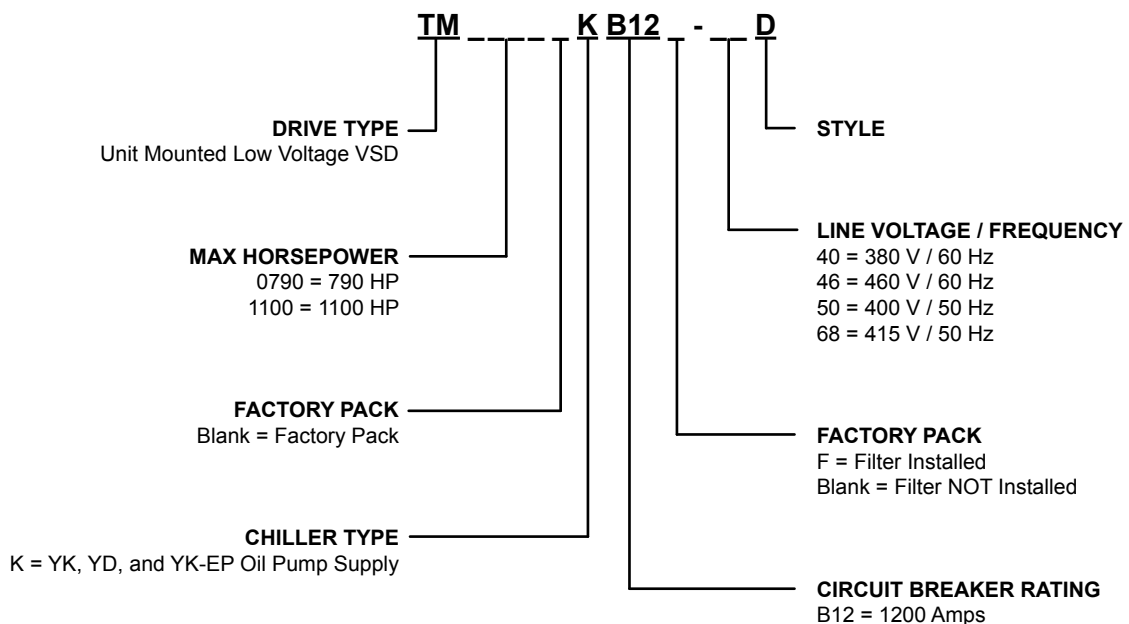 TM _ _ _ _ _ K B12 _ - _ _ D
DRIVE TYPE
Unit Mounted Low Voltage VSD
MAX HORSEPOWER
0790 = 790 HP
1100 = 1100 HP
FACTORY PACK
Blank = Factory Pack
CHILLER TYPE
K = YK, YD, and YK-EP Oil Pump Supply
STYLE
LINE VOLTAGE / FREQUENCY
40 = 380 V / 60 Hz
46 = 460 V / 60 Hz
50 = 400 V / 50 Hz
68 = 415 V / 50 Hz
FACTORY PACK
F = Filter Installed
Blank = Filter NOT Installed
CIRCUIT BREAKER RATING
B12 = 1200 Amps